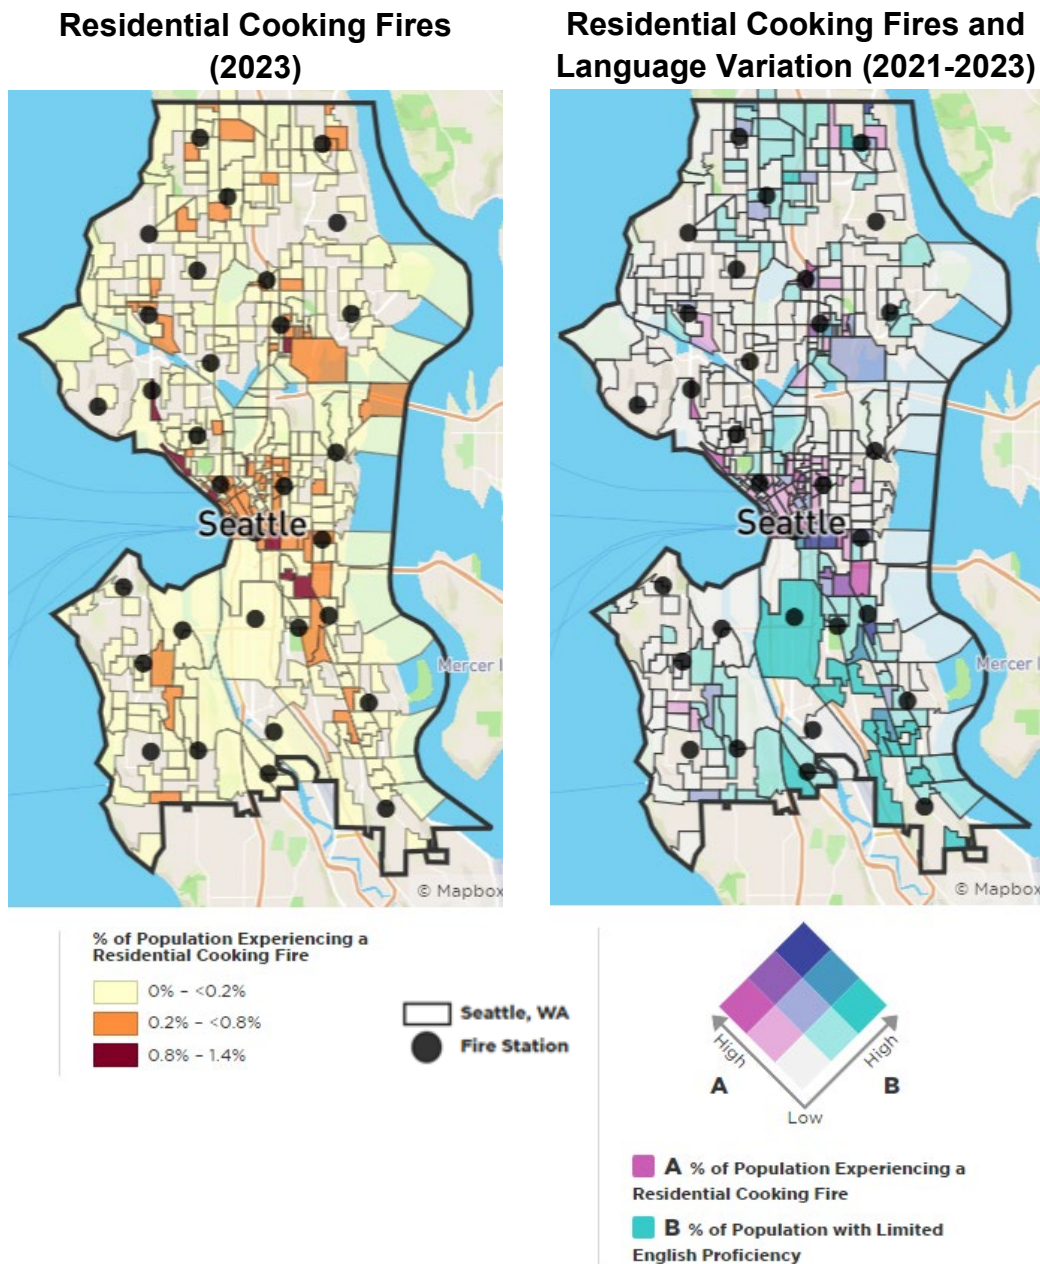 Residential Cooking Fires
(2023)
Residential Cooking Fires and
Language Variation (2021-2023)
Seattle
Mercer I
© Mapbox
Seattle
Mercer I
© Mapbox
% of Population Experiencing a
Residential Cooking Fire
0% – <0.2%
0.2% – <0.8%
0.8% – 1.4%
Seattle, WA
Fire Station
High
High
A
B
Low
A % of Population Experiencing a
Residential Cooking Fire
B % of Population with Limited
English Proficiency